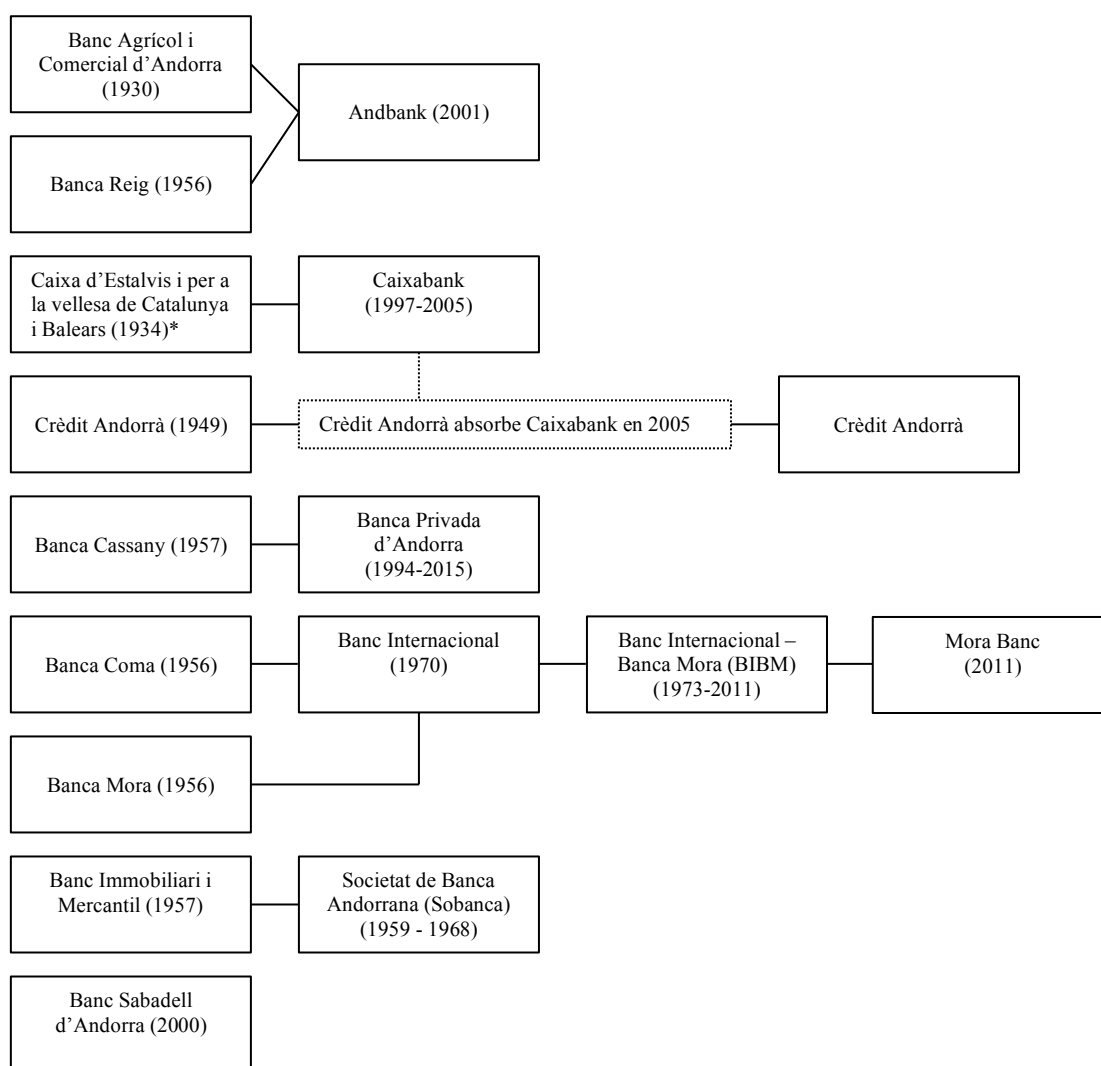 Banc Agrícol i
Comercial d’Andorra
(1930)
Andbank (2001)
Banca Reig (1956)
Caixa d’Estalvis i per a
la vellesa de Catalunya
i Balears (1934)*
Caixabank
(1997-2005)
Crèdit Andorrà (1949)
Crèdit Andorrà absorbe Caixabank en 2005
Crèdit Andorrà
Banca Cassany (1957)
Banca Privada
d’Andorra
(1994-2015)
Banca Coma (1956)
Banc Internacional
(1970)
Banc Internacional –
Banca Mora (BIBM)
(1973-2011)
Mora Banc
(2011)
Banca Mora (1956)
Banc Immobiliari i
Mercantil (1957)
Societat de Banca
Andorrana (Sobanca)
(1959 - 1968)
Banc Sabadell
d’Andorra (2000)